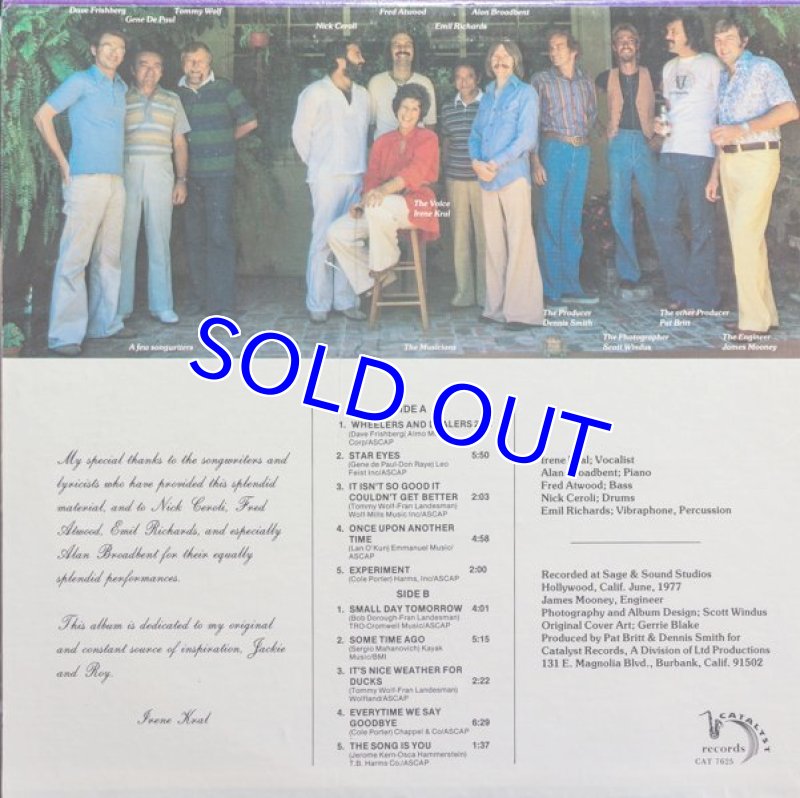 Dave Frishberg
Tommy Wolf
Gene De Paul
Fred Atwood
Alan Broadbent
Nick Ceroli
Emil Richards
The Voice
Irene Kral
The Producer
Dennis Smith
The other Producer
Pat Britt
The Photographer
Scott Windus
The Engineer
James Mooney
A few songwriters
The Musicians
SOLD OUT
My special thanks to the songwriters and
lyricists who have provided this splendid
material, and to Nick Ceroli, Fred
Atwood, Emil Richards, and especially
Alan Broadbent for their equally
splendid performances.
This album is dedicated to my original
and constant source of inspiration, Jackie
and Roy.
Irene Kral
SIDE A
1. WHEELERS AND DEALERS
(Dave Frishberg) Almo
Corp/ASCAP
2. STAR EYES 5:50
(Gene de Paul-Don Raye) Leo
Feist Inc/ASCAP
3. IT ISN'T SO GOOD IT
COULDN'T GET BETTER 2:03
(Tommy Wolf-Fran Landesman)
Wolf Mills Music Inc/ASCAP
4. ONCE UPON ANOTHER
TIME 4:58
(Lan O'Kun) Emmanuel Music/
ASCAP
5. EXPERIMENT 2:00
(Cole Porter) Harms, Inc/ASCAP
SIDE B
1. SMALL DAY TOMORROW 4:01
(Bob Dorough-Fran Landesman)
TRO-Cromwell Music/ASCAP
2. SOME TIME AGO 5:15
(Sergio Mahanovich) Kayak
Music/BMI
3. IT'S NICE WEATHER FOR
DUCKS 2:22
(Tommy Wolf-Fran Landesman)
Wolfland/ASCAP
4. EVERYTIME WE SAY
GOODBYE 6:29
(Cole Porter) Chappel & Co/ASCAP
5. THE SONG IS YOU 1:37
(Jerome Kern-Oscar Hammerstein)
T.B. Harms Co./ASCAP
Irene Kral; Vocalist
Alan Broadbent; Piano
Fred Atwood; Bass
Nick Ceroli; Drums
Emil Richards; Vibraphone, Percussion
Recorded at Sage & Sound Studios
Hollywood, Calif. June, 1977
James Mooney, Engineer
Photography and Album Design; Scott Windus
Original Cover Art; Gerrie Blake
Produced by Pat Britt & Dennis Smith for
Catalyst Records, A Division of Ltd Productions
131 E. Magnolia Blvd., Burbank, Calif. 91502
CATALYST
records
CAT 7625